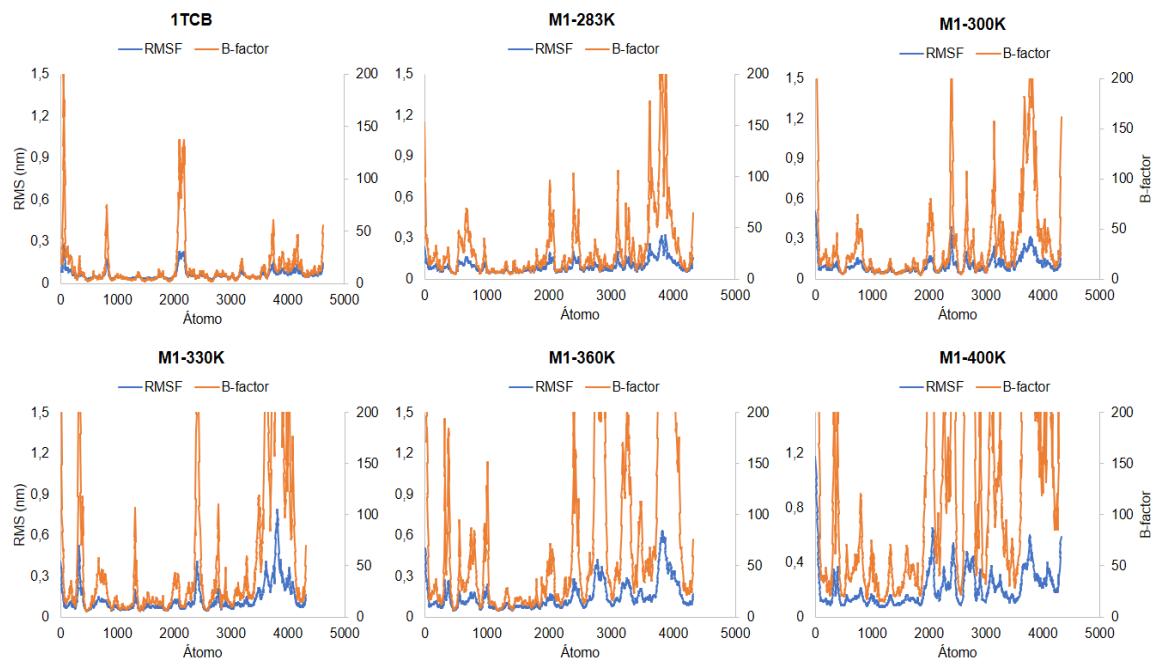 1TCB
RMSF B-factor
1,5 200
1,2 150
0,9 100
0,6
0,3 50
0 0
0 1000 2000 3000 4000 5000
RMS (nm)
Átomo
M1-283K
RMSF B-factor
1,5 200
1,2 150
0,9 100
0,6
0,3 50
0 0
0 1000 2000 3000 4000 5000
Átomo
M1-300K
RMSF B-factor
1,5 200
1,2 150
0,9 100
0,6
0,3 50
0 0
0 1000 2000 3000 4000 5000
B-factor
Átomo
M1-330K
RMSF B-factor
1,5 200
1,2 150
0,9 100
0,6
0,3 50
0 0
0 1000 2000 3000 4000 5000
RMS (nm)
Átomo
M1-360K
RMSF B-factor
1,5 200
1,2 150
0,9 100
0,6
0,3 50
0 0
0 1000 2000 3000 4000 5000
Átomo
M1-400K
RMSF B-factor
200
1,2 150
0,8 100
0,4 50
0 0
0 1000 2000 3000 4000 5000
B-factor
Átomo